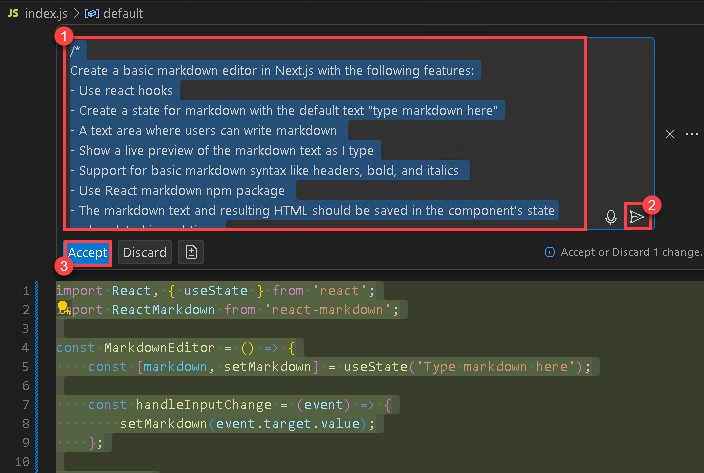 JS index.js > default
1
/*
Create a basic markdown editor in Next.js with the following features:
- Use react hooks
- Create a state for markdown with the default text "type markdown here"
- A text area where users can write markdown
- Show a live preview of the markdown text as I type
- Support for basic markdown syntax like headers, bold, and italics
- Use React markdown npm package
- The markdown text and resulting HTML should be saved in the component's state
2
3
Accept Discard Accept or Discard 1 change.
1 import React, { useState } from 'react';
2 import ReactMarkdown from 'react-markdown';
3
4 const MarkdownEditor = () => {
5 const [markdown, setMarkdown] = useState('Type markdown here');
6
7 const handleInputChange = (event) => {
8 setMarkdown(event.target.value);
9 };
10